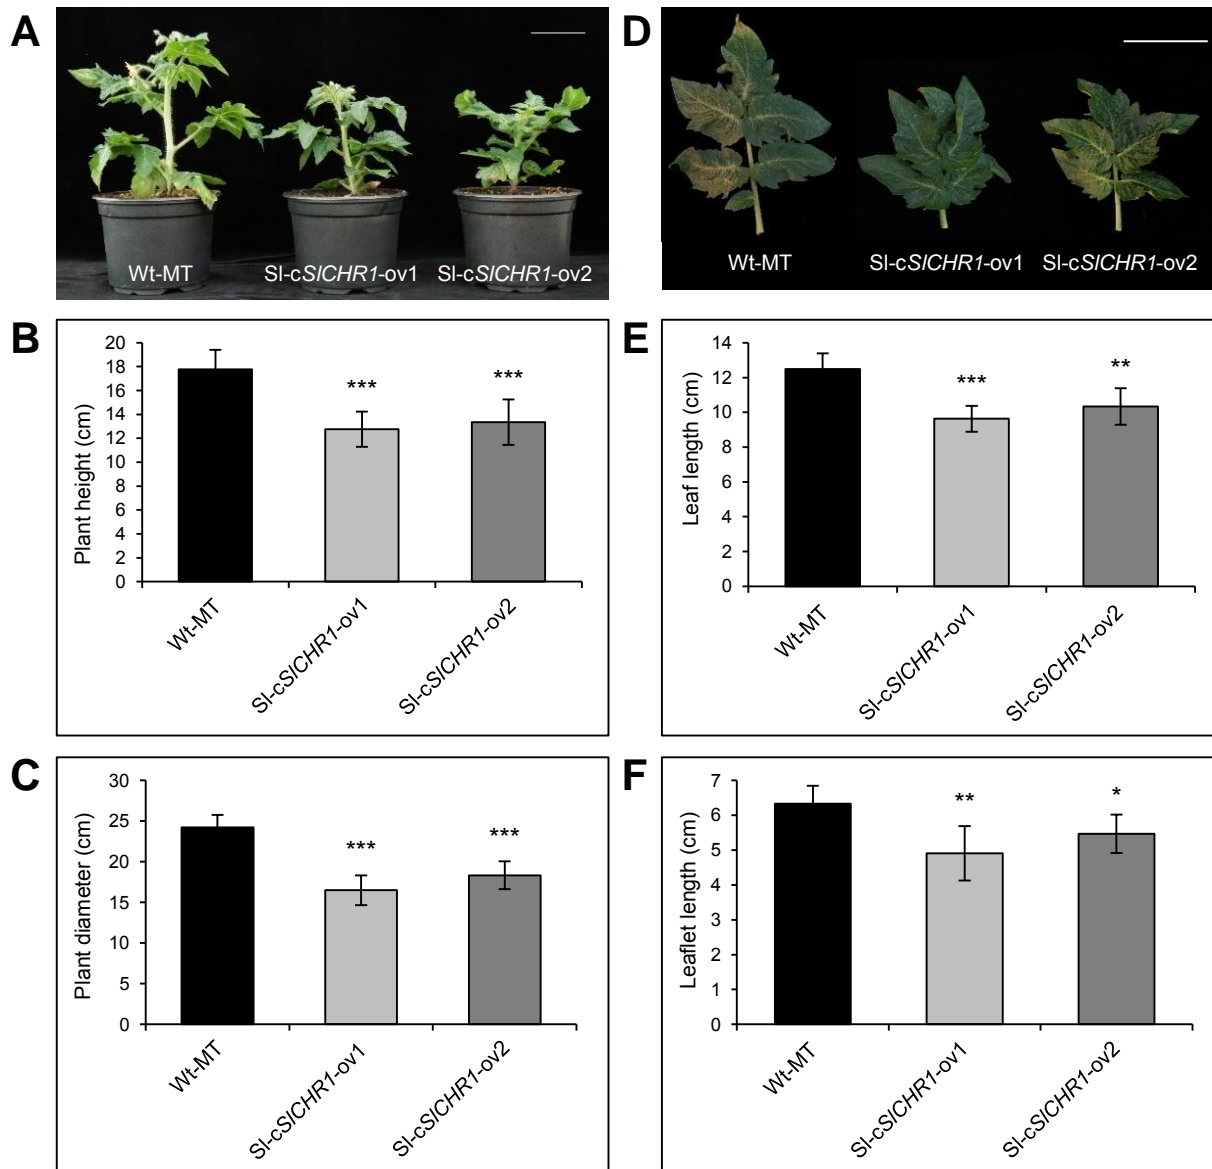 A
Wt-MT
Sl-cSlCHR1-ov1
Sl-cSlCHR1-ov2
B
20
18
16
14
12
10
8
6
4
2
0
Plant height (cm)
***
***
Wt-MT
Sl-cSlCHR1-ov1
Sl-cSlCHR1-ov2
C
30
25
20
15
10
5
0
Plant diameter (cm)
***
***
Wt-MT
Sl-cSlCHR1-ov1
Sl-cSlCHR1-ov2
D
Wt-MT
Sl-cSlCHR1-ov1
Sl-cSlCHR1-ov2
E
14
12
10
8
6
4
2
0
Leaf length (cm)
***
**
Wt-MT
Sl-cSlCHR1-ov1
Sl-cSlCHR1-ov2
F
7
6
5
4
3
2
1
0
Leaflet length (cm)
**
*
Wt-MT
Sl-cSlCHR1-ov1
Sl-cSlCHR1-ov2